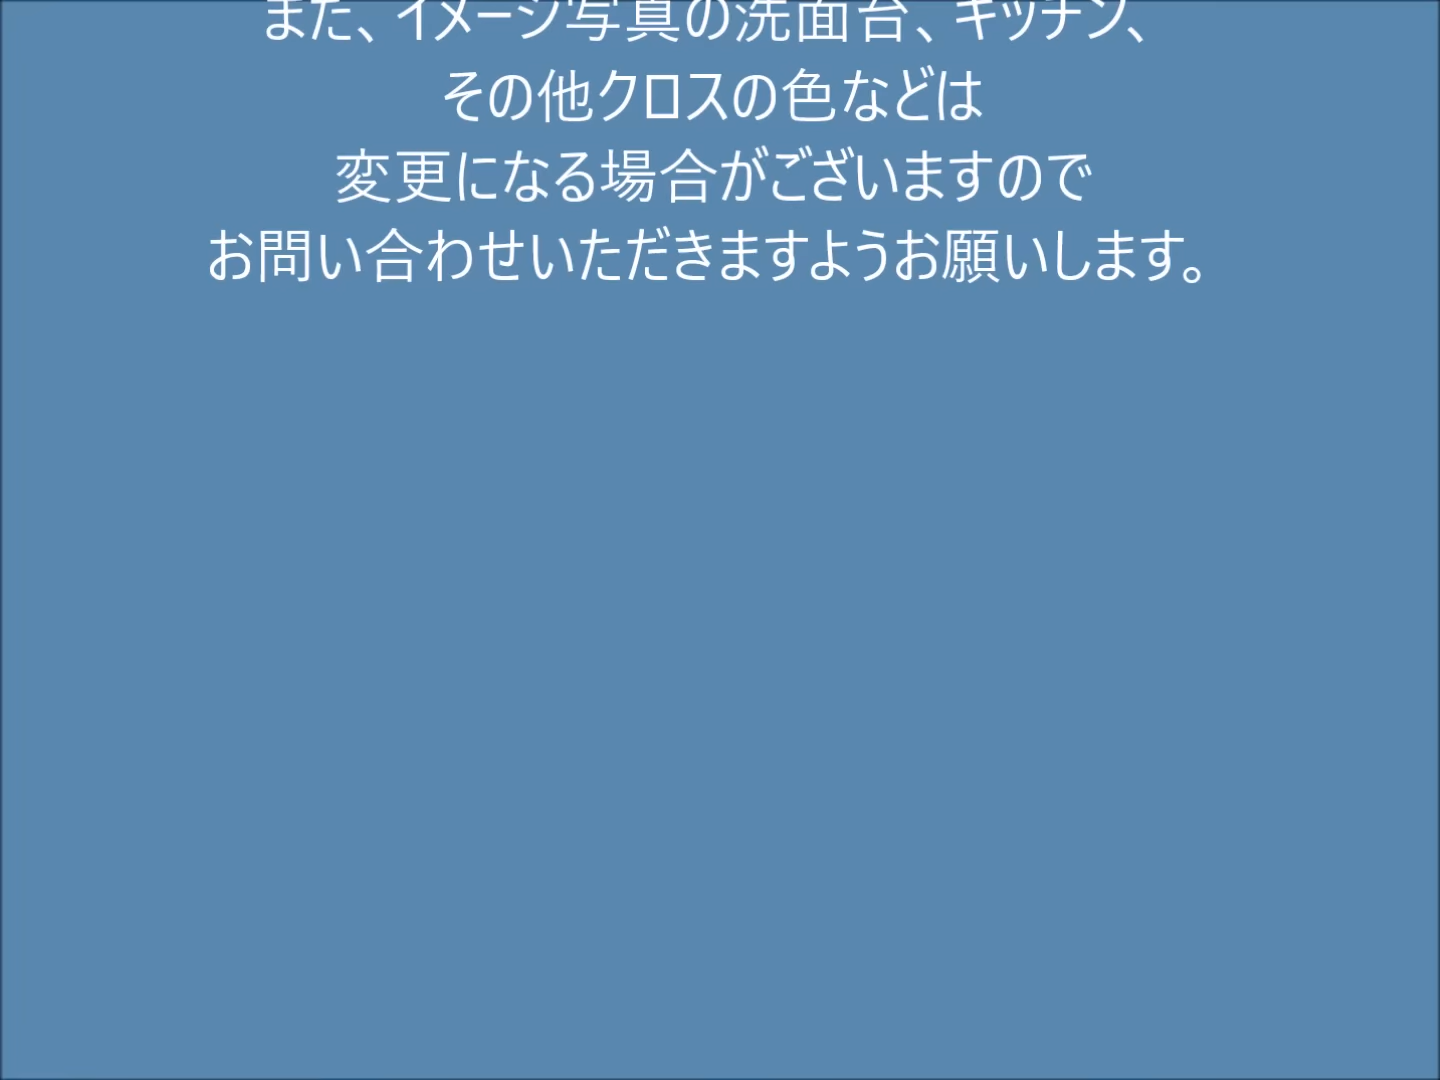 また、イメージ写真の洗面台、キッチン、
その他クロスの色などは
変更になる場合がございますので
お問い合わせいただきますようお願いします。